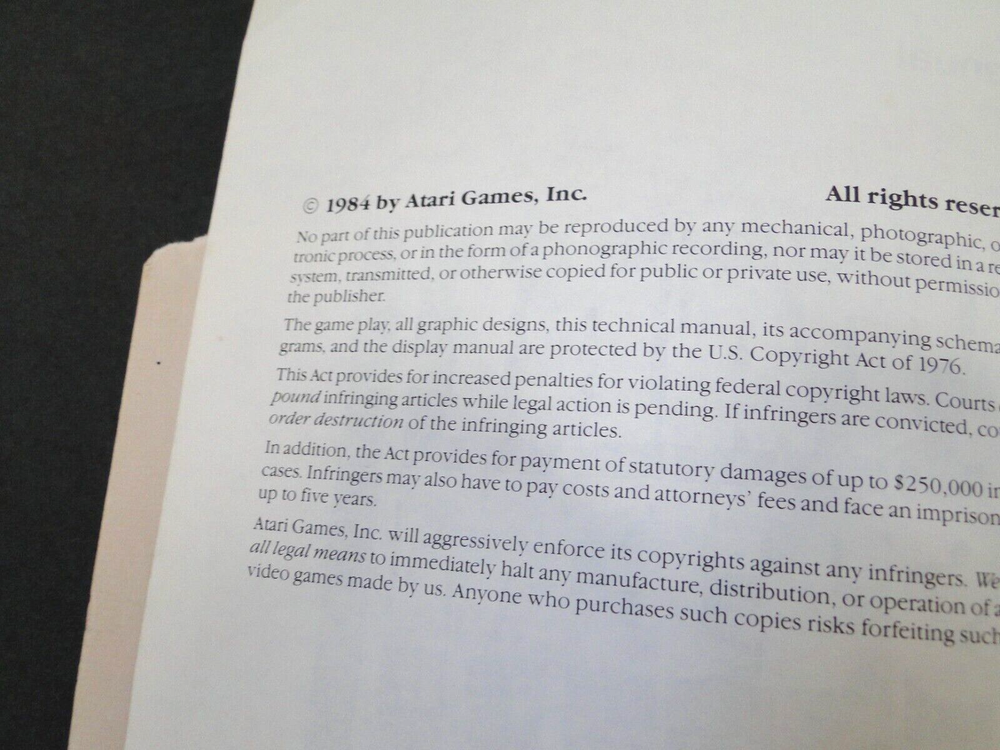 © 1984 by Atari Games, Inc. All rights reser
No part of this publication may be reproduced by any mechanical, photographic, o
tronic process, or in the form of a phonographic recording, nor may it be stored in a re
system, transmitted, or otherwise copied for public or private use, without permissio
the publisher.
The game play, all graphic designs, this technical manual, its accompanying schema
grams, and the display manual are protected by the U.S. Copyright Act of 1976.
This Act provides for increased penalties for violating federal copyright laws. Courts
pound infringing articles while legal action is pending. If infringers are convicted, co
order destruction of the infringing articles.
In addition, the Act provides for payment of statutory damages of up to $250,000 in
cases. Infringers may also have to pay costs and attorneys' fees and face an imprison
up to five years.
Atari Games, Inc. will aggressively enforce its copyrights against any infringers. We
all legal means to immediately halt any manufacture, distribution, or operation of a
video games made by us. Anyone who purchases such copies risks forfeiting such